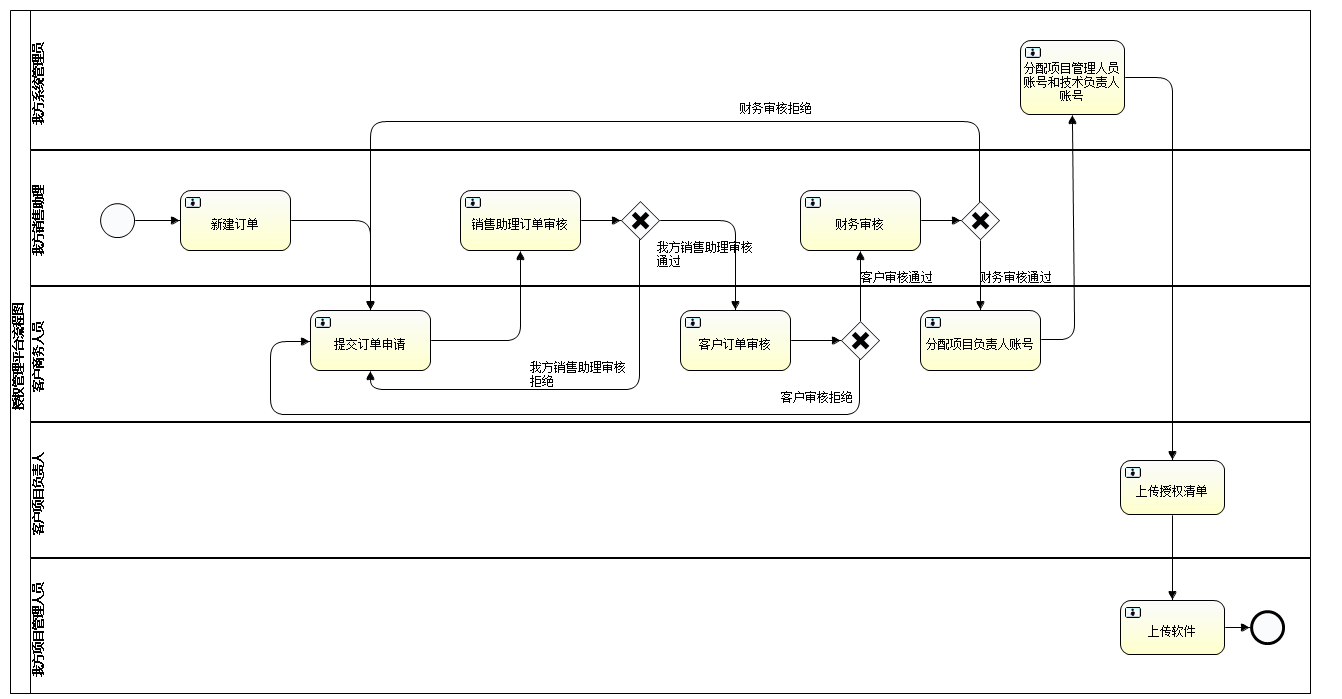 授权管理平台流程图
我方系统管理员
分配项目管理人员
账号和技术负责人
账号
财务审核拒绝
我方销售助理
新建订单
销售助理订单审核
我方销售助理审核
通过
财务审核
客户审核通过
财务审核通过
客户商务人员
提交订单申请
我方销售助理审核
拒绝
客户订单审核
客户审核拒绝
分配项目负责人账号
客户项目负责人
上传授权清单
我方项目管理人员
上传软件